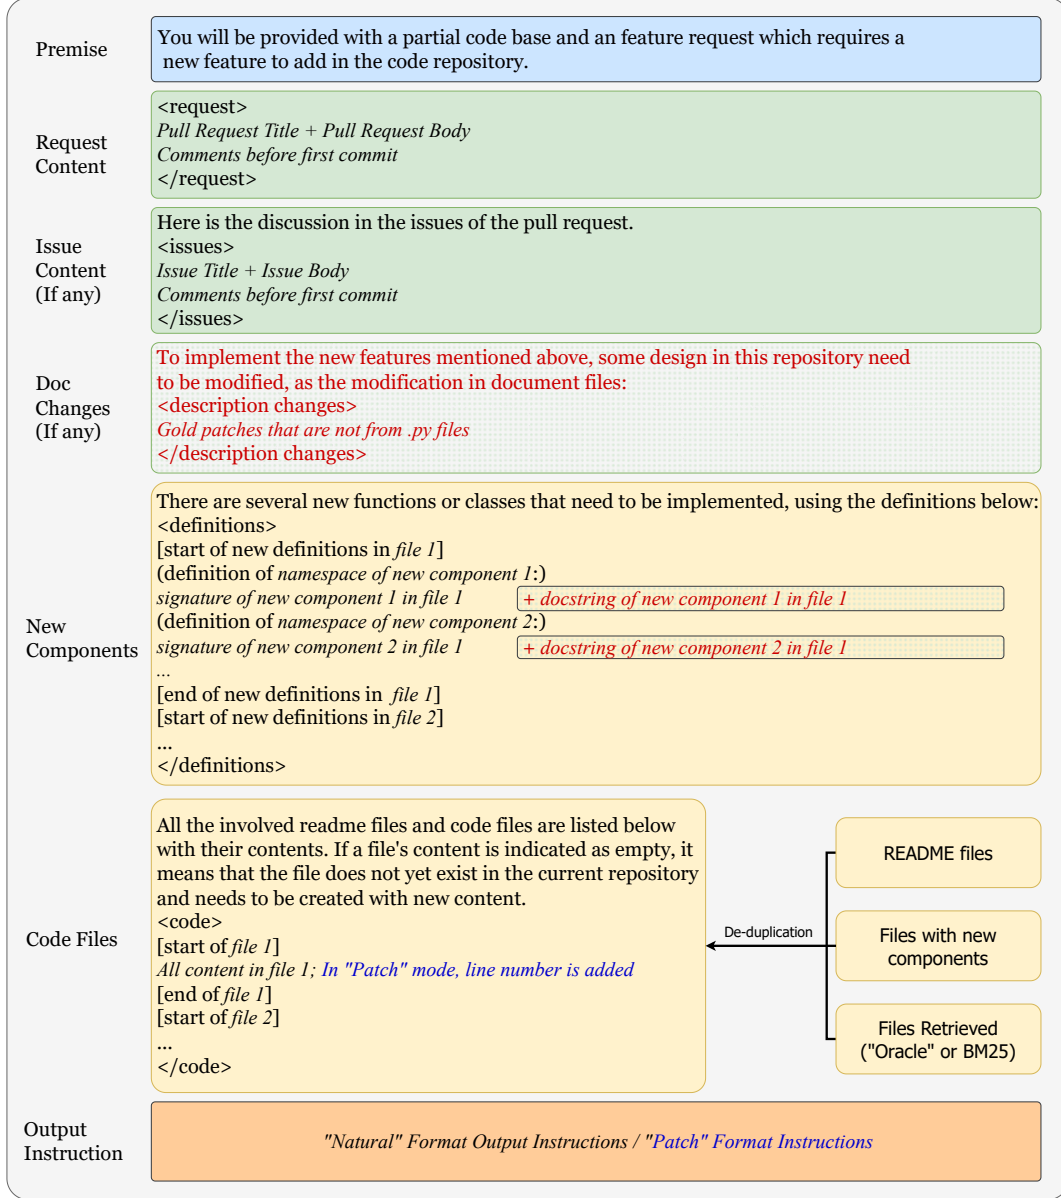 Premise
You will be provided with a partial code base and an feature request which requires a
new feature to add in the code repository.
Request
Content
<request>
Pull Request Title + Pull Request Body
Comments before first commit
</request>
Issue
Content
(If any)
Here is the discussion in the issues of the pull request.
<issues>
Issue Title + Issue Body
Comments before first commit
</issues>
Doc
Changes
(If any)
To implement the new features mentioned above, some design in this repository need
to be modified, as the modification in document files:
<description changes>
Gold patches that are not from .py files
</description changes>
New
Components
There are several new functions or classes that need to be implemented, using the definitions below:
<definitions>
[start of new definitions in file 1]
(definition of namespace of new component 1:)
signature of new component 1 in file 1 + docstring of new component 1 in file 1
(definition of namespace of new component 2:)
signature of new component 2 in file 1 + docstring of new component 2 in file 1
...
[end of new definitions in file 1]
[start of new definitions in file 2]
...
</definitions>
Code Files
All the involved readme files and code files are listed below
with their contents. If a file's content is indicated as empty, it
means that the file does not yet exist in the current repository
and needs to be created with new content.
<code>
[start of file 1]
All content in file 1; In "Patch" mode, line number is added
[end of file 1]
[start of file 2]
...
</code>
De-duplication
README files
Files with new
components
Files Retrieved
("Oracle" or BM25)
Output
Instruction
"Natural" Format Output Instructions / "Patch" Format Instructions